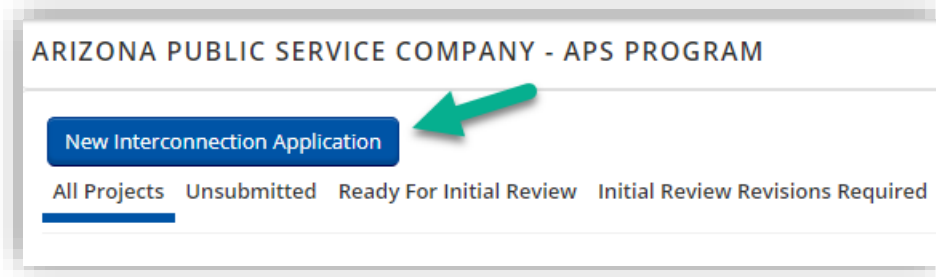 ARIZONA PUBLIC SERVICE COMPANY - APS PROGRAM
New Interconnection Application
All Projects Unsubmitted Ready For Initial Review Initial Review Revisions Required